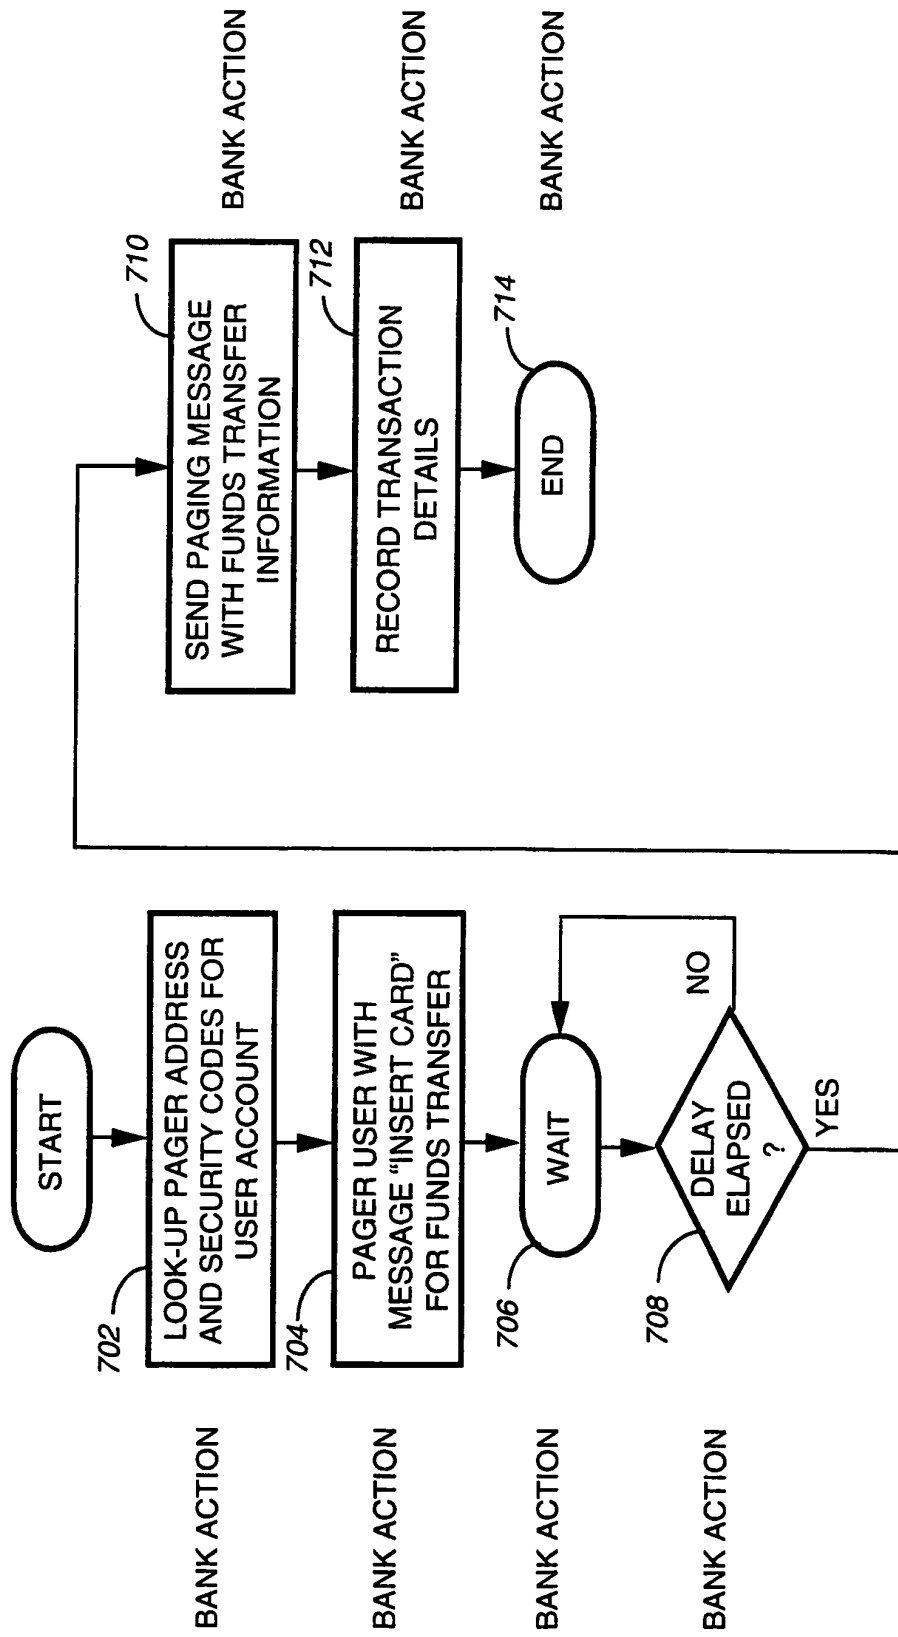 START
BANK ACTION
702
LOOK-UP PAGER ADDRESS
AND SECURITY CODES FOR
USER ACCOUNT
BANK ACTION
704
PAGER USER WITH
MESSAGE “INSERT CARD”
FOR FUNDS TRANSFER
BANK ACTION
706
WAIT
BANK ACTION
708
DELAY
ELAPSED
?
NO
YES
710
SEND PAGING MESSAGE
WITH FUNDS TRANSFER
INFORMATION
BANK ACTION
712
RECORD TRANSACTION
DETAILS
BANK ACTION
714
END
BANK ACTION